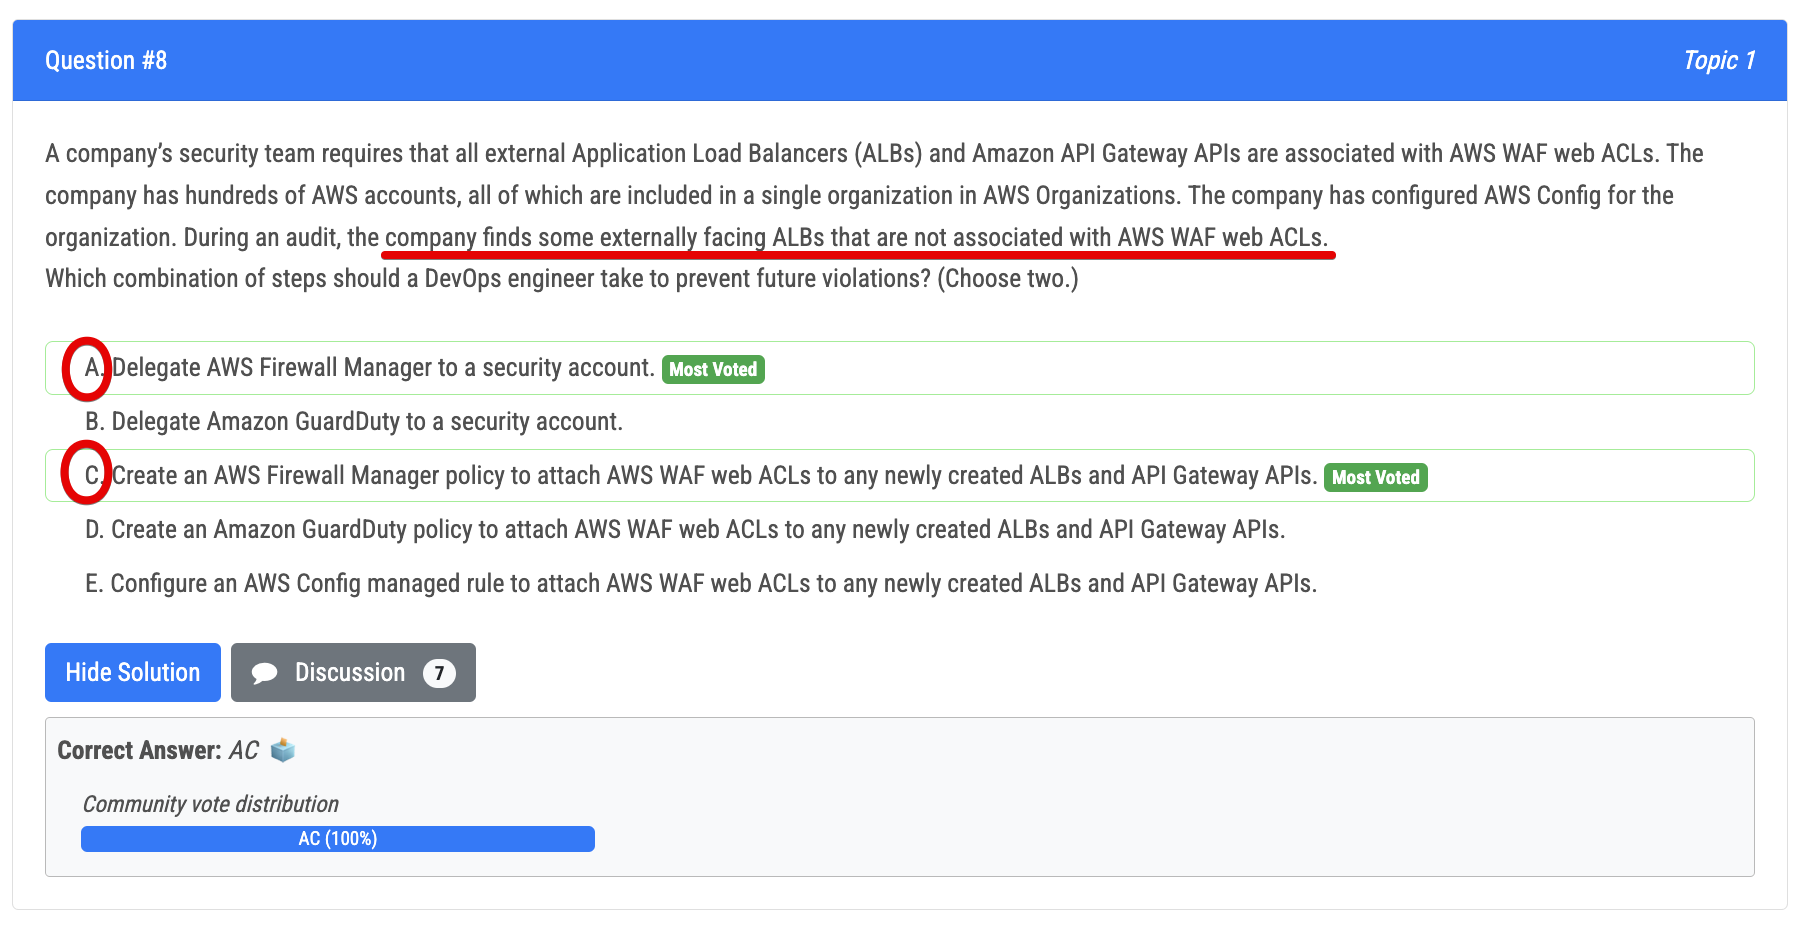 Question #8
Topic 1
A company’s security team requires that all external Application Load Balancers (ALBs) and Amazon API Gateway APIs are associated with AWS WAF web ACLs. The
company has hundreds of AWS accounts, all of which are included in a single organization in AWS Organizations. The company has configured AWS Config for the
organization. During an audit, the company finds some externally facing ALBs that are not associated with AWS WAF web ACLs.
Which combination of steps should a DevOps engineer take to prevent future violations? (Choose two.)
A. Delegate AWS Firewall Manager to a security account. Most Voted
B. Delegate Amazon GuardDuty to a security account.
C. Create an AWS Firewall Manager policy to attach AWS WAF web ACLs to any newly created ALBs and API Gateway APIs. Most Voted
D. Create an Amazon GuardDuty policy to attach AWS WAF web ACLs to any newly created ALBs and API Gateway APIs.
E. Configure an AWS Config managed rule to attach AWS WAF web ACLs to any newly created ALBs and API Gateway APIs.
Hide Solution Discussion 7
Correct Answer: AC
Community vote distribution
AC (100%)